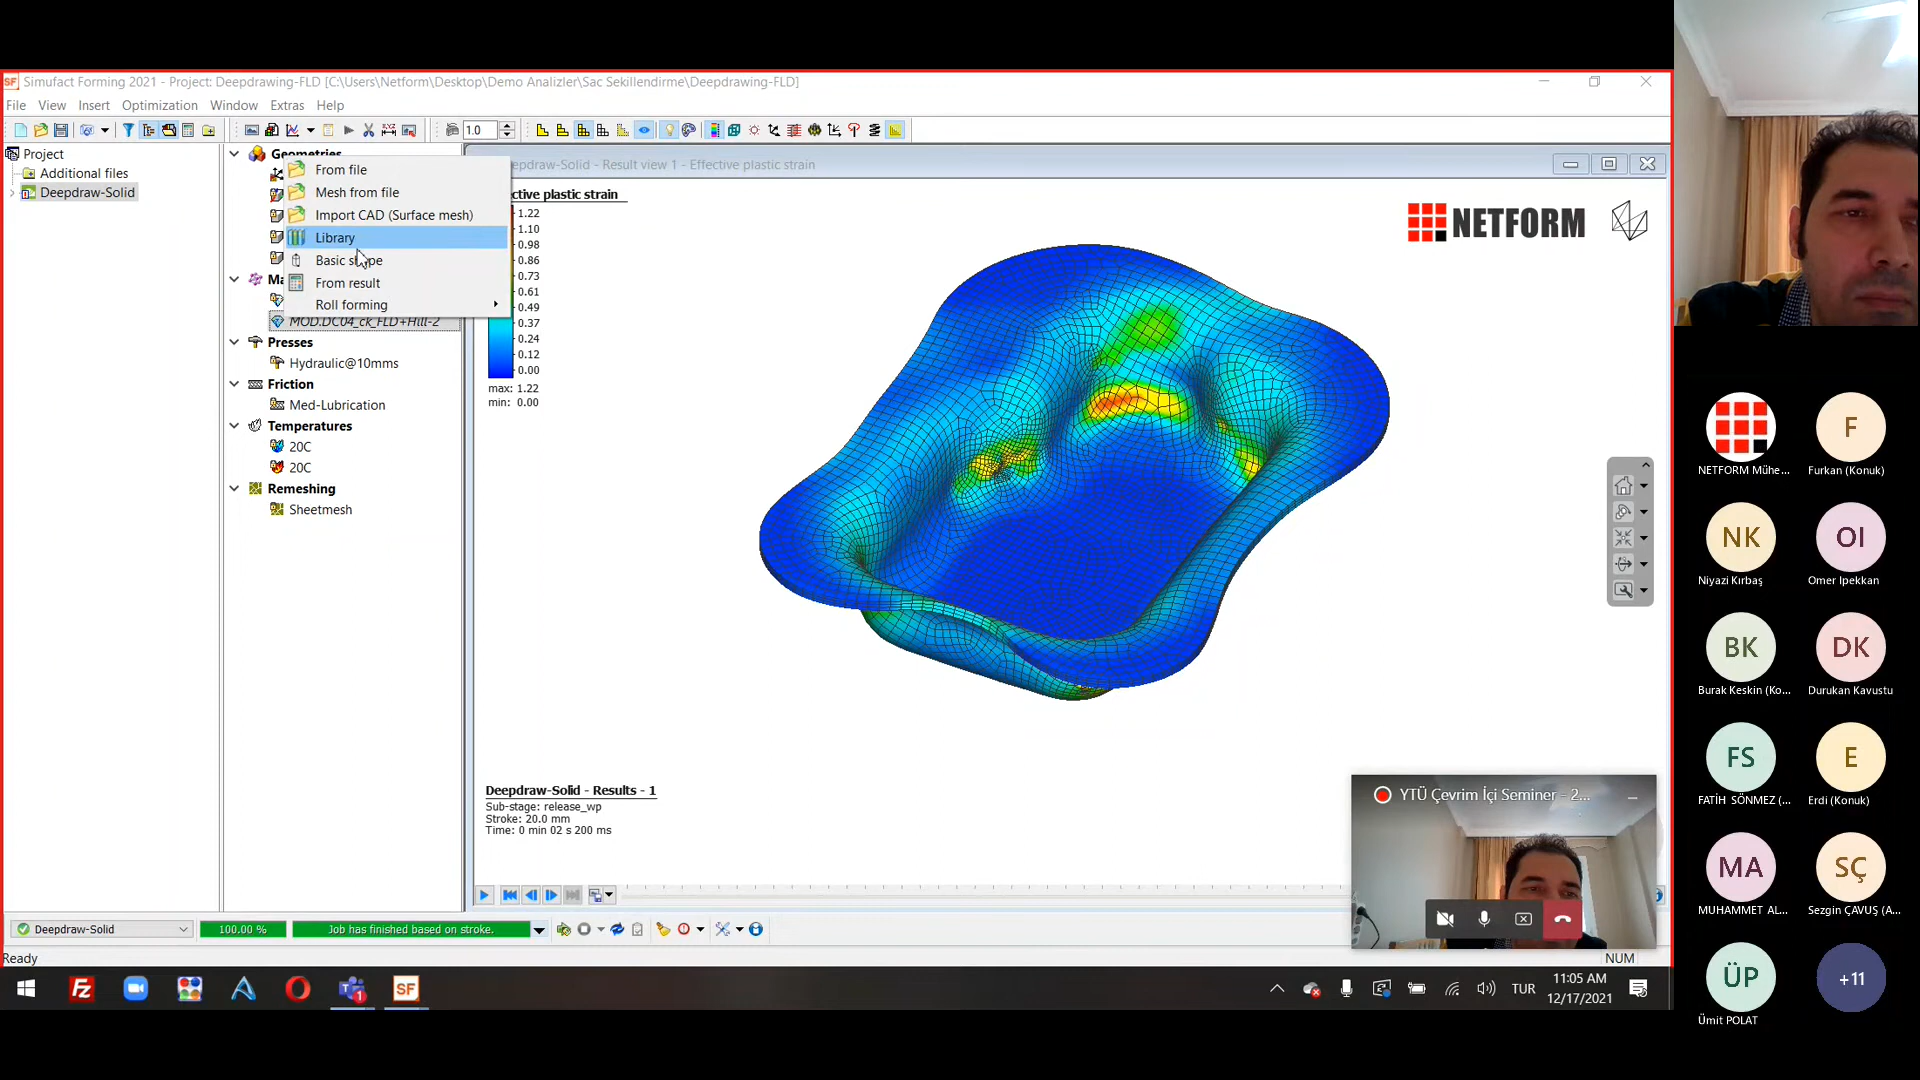 Simufact Forming 2021 - Project: Deepdrawing-FLD [C:\Users\Netform\Desktop\Demo Analizler\Sac Sekillendirme\Deepdrawing-FLD]
File View Insert Optimization Window Extras Help
1.0
Project
Additional files
Deepdraw-Solid
Geometries
From file
Mesh from file
Import CAD (Surface mesh)
Library
Basic shape
From result
Roll forming
MOD.DC04_ck_FLD+Hill-2
Presses
Hydraulic@10mms
Friction
Med-Lubrication
Temperatures
20C
20C
Remeshing
Sheetmesh
epdraw-Solid - Result view 1 - Effective plastic strain
ctive plastic strain
1.22
1.10
0.98
0.86
0.73
0.61
0.49
0.37
0.24
0.12
0.00
max: 1.22
min: 0.00
NETFORM
Deepdraw-Solid - Results - 1
Sub-stage: release_wp
Stroke: 20.0 mm
Time: 0 min 02 s 200 ms
YTÜ Çevrim İçi Seminer - 2...
Deepdraw-Solid
100.00 %
Job has finished based on stroke.
Ready
NUM
TUR
11:05 AM
12/17/2021
NETFORM Mühe...
F
Furkan (Konuk)
NK
Niyazi Kırbaş
OI
Omer Ipekkan
BK
Burak Keskin (Ko...
DK
Durukan Kavustu
FS
FATİH SÖNMEZ (...
E
Erdi (Konuk)
MA
MUHAMMET AL...
SÇ
Sezgin ÇAVUŞ (A...
ÜP
Ümit POLAT
+11